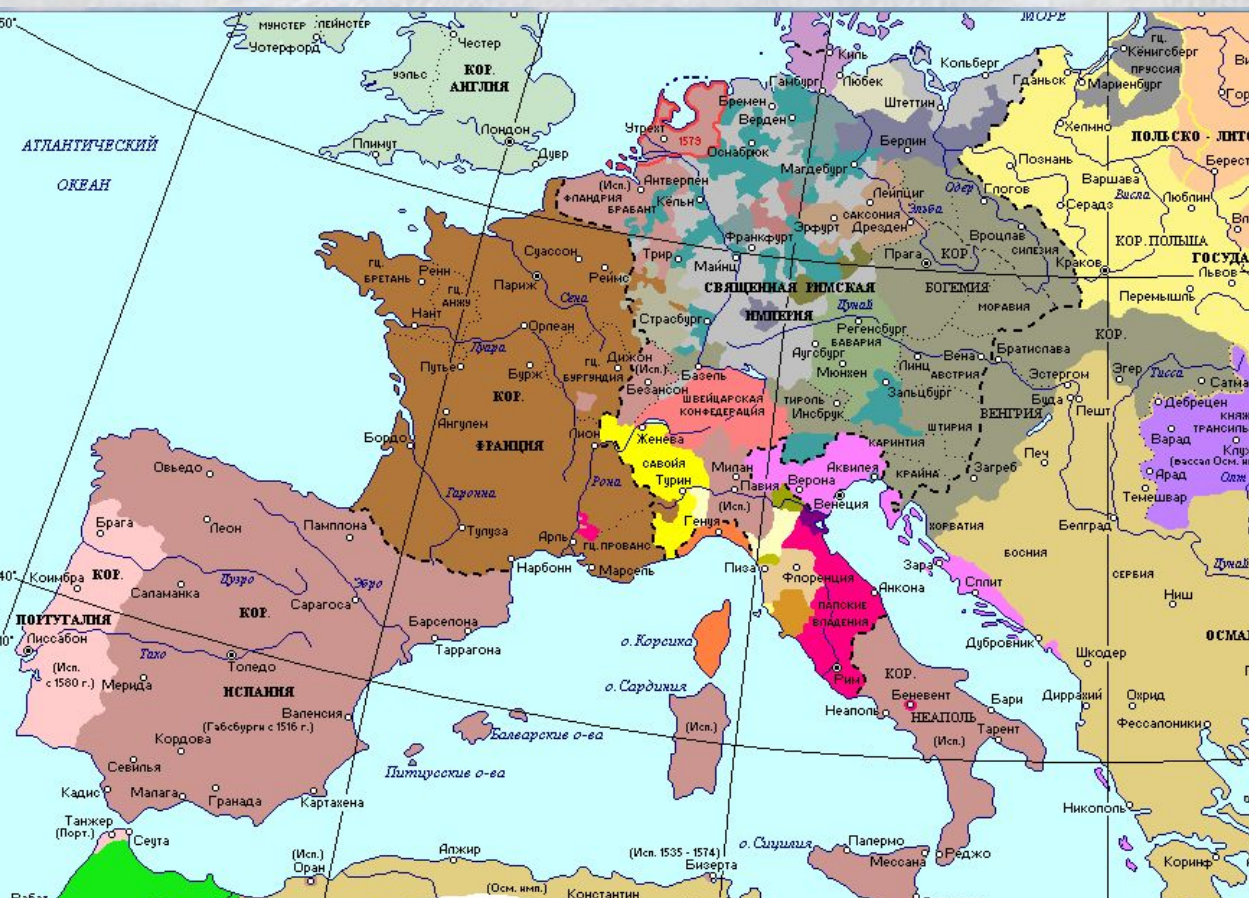 50°
МУНСТЕР
ЛЕЙНСТЕР
Уотерфорд
Честер
УЭЛЬС
КОР.
АНГЛИЯ
Лондон
Плимут
Дувр
МОРЕ
АТЛАНТИЧЕСКИЙ
ОКЕАН
Киль
Гамбург
Любек
Кольберг
Штеттин
Гданьск
ГЦ.
Кёнигсберг
ПРУССИЯ
Мариенбург
Хелмно
ПОЛЬСКО - ЛИТО
Познань
Варшава
Берест
Висла
Люблин
Серадз
Глогов
КОР. ПОЛЬША
ГОСУДА
Краков
Львов
Перемышль
Бремен
Верден
Утрехт
1579
Оснабрюк
Берлин
Магдебург
Одер
Лейпциг
САКСОНИЯ
Эльба
Эрфурт
Дрезден
(Исп.)
Антверпен
ФЛАНДРИЯ
БРАБАНТ
Кельн
Франкфурт
Трир
Майнц
Вроцлав
СИЛЕЗИЯ
Прага
КОР.
БОГЕМИЯ
МОРАВИЯ
СВЯЩЕННАЯ РИМСКАЯ
ИМПЕРИЯ
Дунай
Страсбург
Регенсбург
БАВАРИЯ
Аугсбург
Мюнхен
Линц
Вена
АВСТРИЯ
Зальцбург
ТИРОЛЬ
Инсбрук
ШТИРИЯ
КАРИНТИЯ
КРАЙНА
Загреб
ХОРВАТИЯ
Братислава
КОР.
ВЕНГРИЯ
Эстергом
Буда
Пешт
Эгер
Тисса
Сатма
Дебрецен
КНЯЖ
ТРАНСИЛЬ
Варад
Клуж
(вассал Осм. и
Арад
Олт
Темешвар
Печ
Белград
БОСНИЯ
СЕРБИЯ
Дунай
Ниш
ОСМА
Суассон
Реймс
Париж
Сена
ГЦ.
БРЕТАНЬ
Ренн
ГЦ.
АНЖУ
Нант
Орлеан
Луара
Путье
Бурж
ГЦ.
БУРГУНДИЯ
Дижон
(Исп.)
Безансон
Базель
ШВЕЙЦАРСКАЯ
КОНФЕДЕРАЦИЯ
Женева
КОР.
ФРАНЦИЯ
Ангулем
Бордо
Лион
САВОЙЯ
Турин
Рона
Гаронна
Тулуза
Арль
ГЦ. ПРОВАНС
Марсель
Нарбонн
Милан
Павия
(Исп.)
Верона
Аквилея
Венеция
Генуя
Пиза
Флоренция
ПАПСКИЕ
ВЛАДЕНИЯ
Анкона
Рим
Зара
Сплит
Дубровник
Шкодер
Диррахий
Охрид
Фессалоники
Никополь
Коринф
КОР.
Беневент
НЕАПОЛЬ
(Исп.)
Неаполь
Бари
Тарент
о. Корсика
о. Сардиния
(Исп.)
о. Сицилия
Палермо
Мессана
Реджо
Овьедо
Леон
Памплона
Брага
Коимбра
КОР.
ПОРТУГАЛИЯ
Лиссабон
(Исп.
с 1580 г.)
40°
10°
Дуэро
Саламанка
Эбро
Сарагоса
КОР.
Барселона
Таррагона
Тахо
Толедо
Мерида
ИСПАНИЯ
(Габсбурги с 1516 г.)
Валенсия
Кордова
Севилья
Кадис
Малага
Гранада
Картахена
Балеарские о-ва
Питиусские о-ва
Танжер
(Порт.)
Сеута
(Исп.)
Оран
Алжир
(Исп. 1535 - 1574)
Бизерта
(Осм. имп.)
Константин